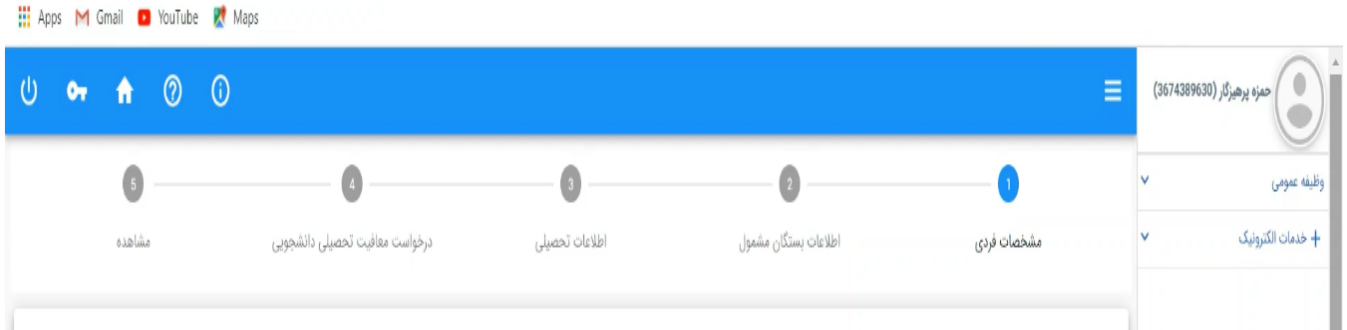 Apps Gmail YouTube Maps
حمزه پرهیزگار (3674389630)
وظیفه عمومی
+ خدمات الکترونیک
1 2 3 4 5
مشخصات فردی
اطلاعات بستگان مشمول
اطلاعات تحصیلی
درخواست معافیت تحصیلی دانشجویی
مشاهده